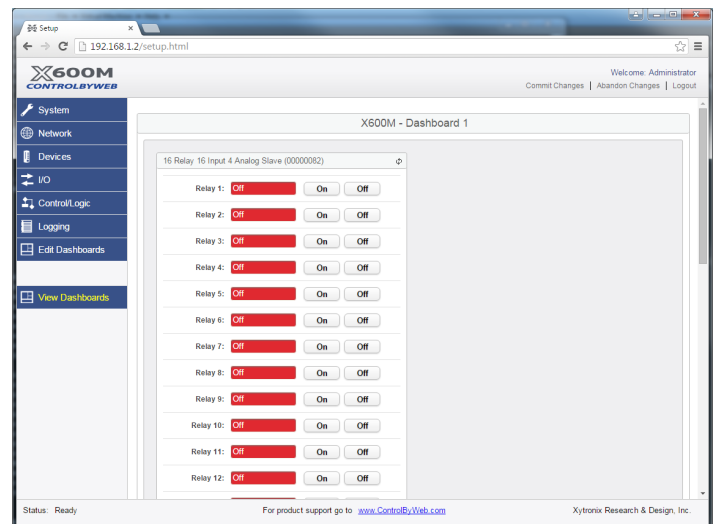 Setup ×
192.168.1.2/setup.html
X600M
CONTROLBYWEB
Welcome: Administrator
Commit Changes | Abandon Changes | Logout
System
Network
Devices
I/O
Control/Logic
Logging
Edit Dashboards
View Dashboards
X600M - Dashboard 1
16 Relay 16 Input 4 Analog Slave (00000082)
Relay 1: Off On Off
Relay 2: Off On Off
Relay 3: Off On Off
Relay 4: Off On Off
Relay 5: Off On Off
Relay 6: Off On Off
Relay 7: Off On Off
Relay 8: Off On Off
Relay 9: Off On Off
Relay 10: Off On Off
Relay 11: Off On Off
Relay 12: Off On Off
Status: Ready
For product support go to www.ControlByWeb.com
Xytronix Research & Design, Inc.